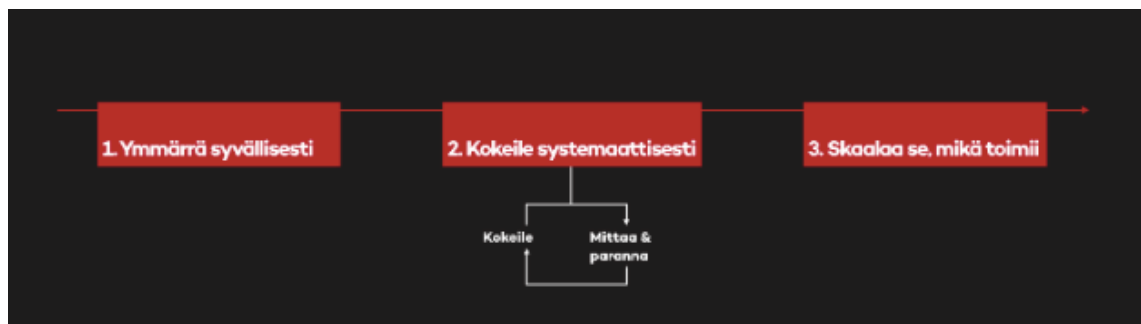 1. Ymmärrä syvällisesti
2. Kokeile systemaattisesti
3. Skaalaa se, mikä toimii
Kokeile
Mittaa &
paranna